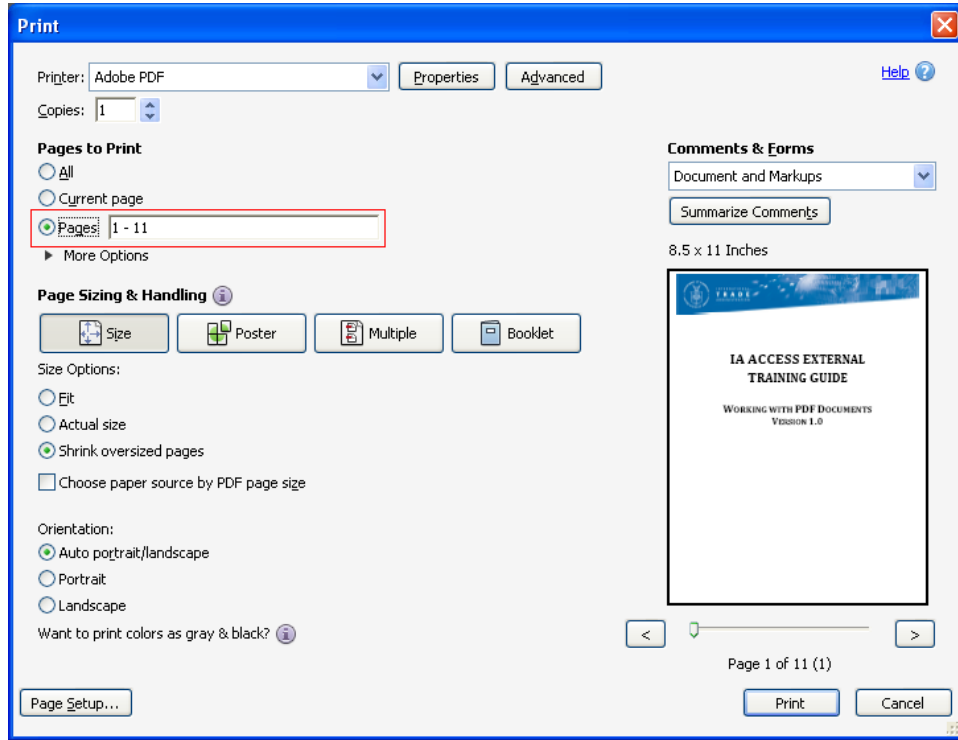 Print
Printer: Adobe PDF Properties Advanced Help
Copies: 1
Pages to Print
All
Current page
Pages 1 - 11
More Options
Page Sizing & Handling
Size Poster Multiple Booklet
Size Options:
Fit
Actual size
Shrink oversized pages
Choose paper source by PDF page size
Orientation:
Auto portrait/landscape
Portrait
Landscape
Want to print colors as gray & black?
Comments & Forms
Document and Markups
Summarize Comments
8.5 x 11 Inches
TRADE
IA ACCESS EXTERNAL
TRAINING GUIDE
WORKING WITH PDF DOCUMENTS
VERSION 1.0
< >
Page 1 of 11 (1)
Page Setup... Print Cancel